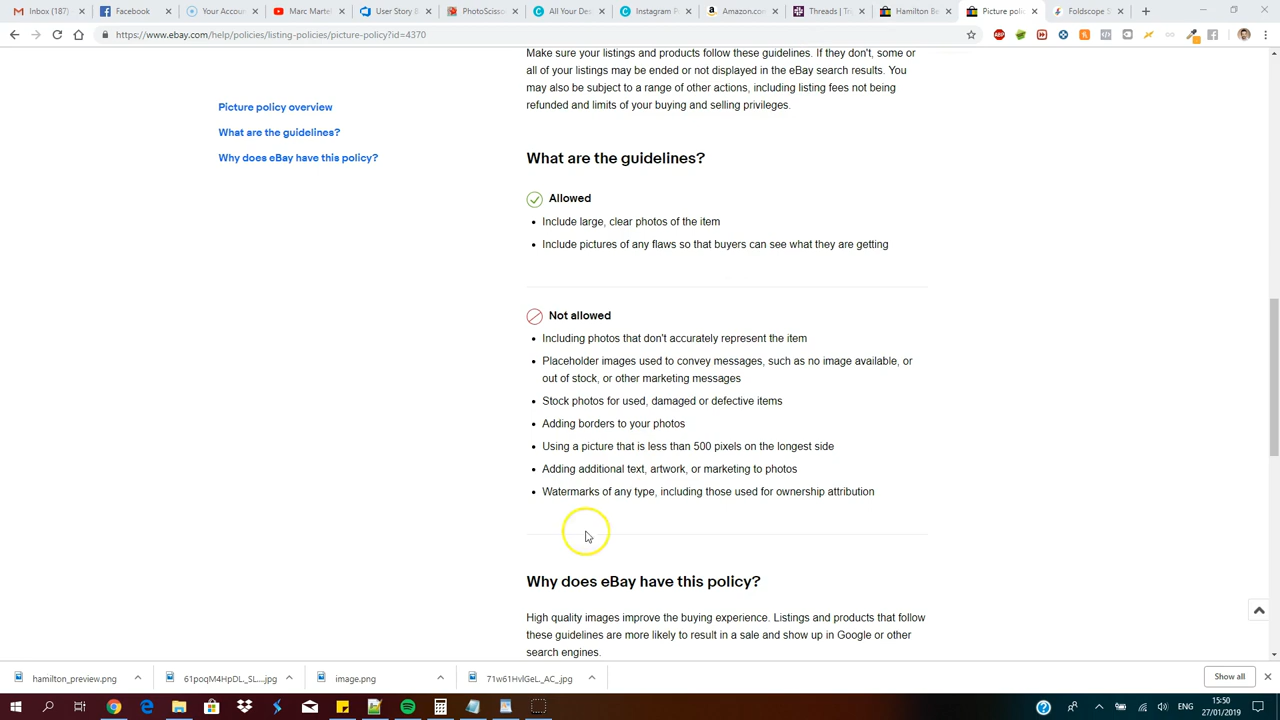 Inbox (187)
Facebook
Your Accoun
Marc Martel
User Story 8
PhotoScisso
All Your Des
Instagram P
Amazon.com
Threads | Tr
Hamilton Be
Picture polic
Foldscope S
https://www.ebay.com/help/policies/listing-policies/picture-policy?id=4370
Make sure your listings and products follow these guidelines. If they don't, some or
all of your listings may be ended or not displayed in the eBay search results. You
may also be subject to a range of other actions, including listing fees not being
refunded and limits of your buying and selling privileges.
Picture policy overview
What are the guidelines?
Why does eBay have this policy?
What are the guidelines?
Allowed
• Include large, clear photos of the item
• Include pictures of any flaws so that buyers can see what they are getting
Not allowed
• Including photos that don't accurately represent the item
• Placeholder images used to convey messages, such as no image available, or
out of stock, or other marketing messages
• Stock photos for used, damaged or defective items
• Adding borders to your photos
• Using a picture that is less than 500 pixels on the longest side
• Adding additional text, artwork, or marketing to photos
• Watermarks of any type, including those used for ownership attribution
Why does eBay have this policy?
High quality images improve the buying experience. Listings and products that follow
these guidelines are more likely to result in a sale and show up in Google or other
search engines.
hamilton_preview.png
61poqM4HpDL._SL....jpg
image.png
71w61HvlGeL._AC_.jpg
Show all
ENG
15:50
27/01/2019